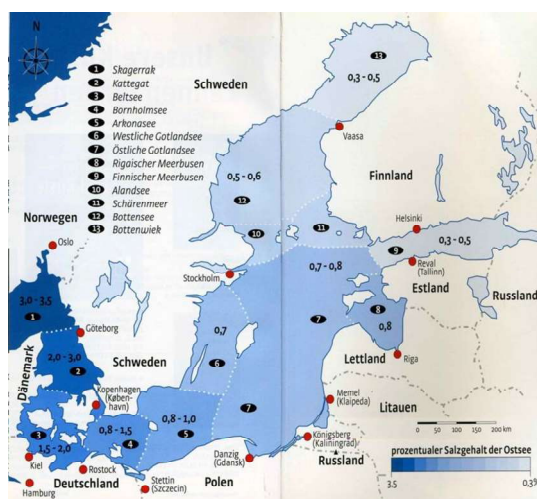 N
1 Skagerrak
2 Kattegat
3 Beltsee
4 Bornholmsee
5 Arkonasee
6 Westliche Gotlandsee
7 Östliche Gotlandsee
8 Rigaischer Meerbusen
9 Finnischer Meerbusen
10 Alandsee
11 Schärenmeer
12 Bottensee
13 Bottenwiek
Schweden
13
0,3 - 0,5
Vaasa
Finnland
0,5 - 0,6
12
Norwegen
Oslo
10
11
Helsinki
0,3 - 0,5
9
Reval
(Tallinn)
Estland
Russland
Stockholm
0,7 - 0,8
3,0 - 3,5
1
Göteborg
0,7
7
8
0,8
6
Lettland
Riga
Dänemark
2,0 - 3,0
2
Schweden
Kopenhagen
(Køben-
havn)
0,8 - 1,5
4
0,8 - 1,0
5
7
Memel
(Klaipeda)
Litauen
3
1,5 - 2,0
Kiel
Rostock
Hamburg
Deutschland
Stettin
(Szczecin)
Polen
Danzig
(Gdansk)
Königsberg
(Kaliningrad)
Russland
0 50 100 150 200 km
prozentualer Salzgehalt der Ostsee
3.5
0.3%